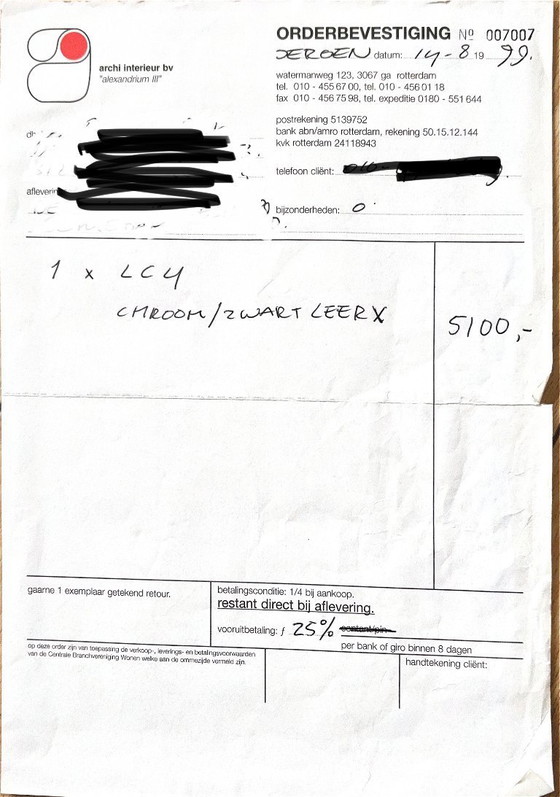 ORDERBEVESTIGING Nº 007007
JEROEN datum: 14-8 19 99.
archi interieur bv
"alexandrium III"
watermanweg 123, 3067 ga rotterdam
tel. 010 - 455 67 00, tel. 010 - 456 01 18
fax 010 - 456 75 98, tel. expeditie 0180 - 551 644
postrekening 5139752
bank abn/amro rotterdam, rekening 50.15.12.144
kvk rotterdam 24118943
telefoon cliënt:
bijzonderheden: 0
1 x LC4
CHROOM/ZWART LEER X
5100,-
gaarne 1 exemplaar getekend retour.
betalingsconditie: 1/4 bij aankoop.
restant direct bij aflevering.
vooruitbetaling: ƒ 25% contant/pin
per bank of giro binnen 8 dagen
op deze order zijn van toepassing de verkoop-, leverings- en betalingsvoorwaarden
van de Centrale Branchevereniging Wonen welke aan de ommezijde vermeld zijn.
handtekening cliënt: